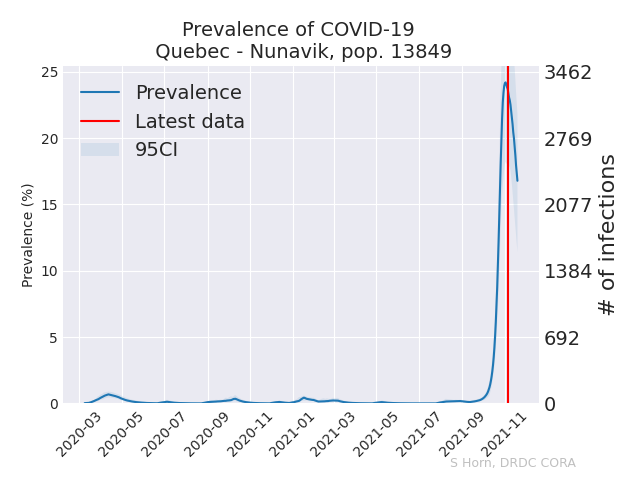 Prevalence of COVID-19
Quebec - Nunavik, pop. 13849
Prevalence
Latest data
95CI
Prevalence (%)
25
20
15
10
5
0
3462
2769
2077
1384
692
0
# of infections
2020-03
2020-05
2020-07
2020-09
2020-11
2021-01
2021-03
2021-05
2021-07
2021-09
2021-11
S Horn, DRDC CORA